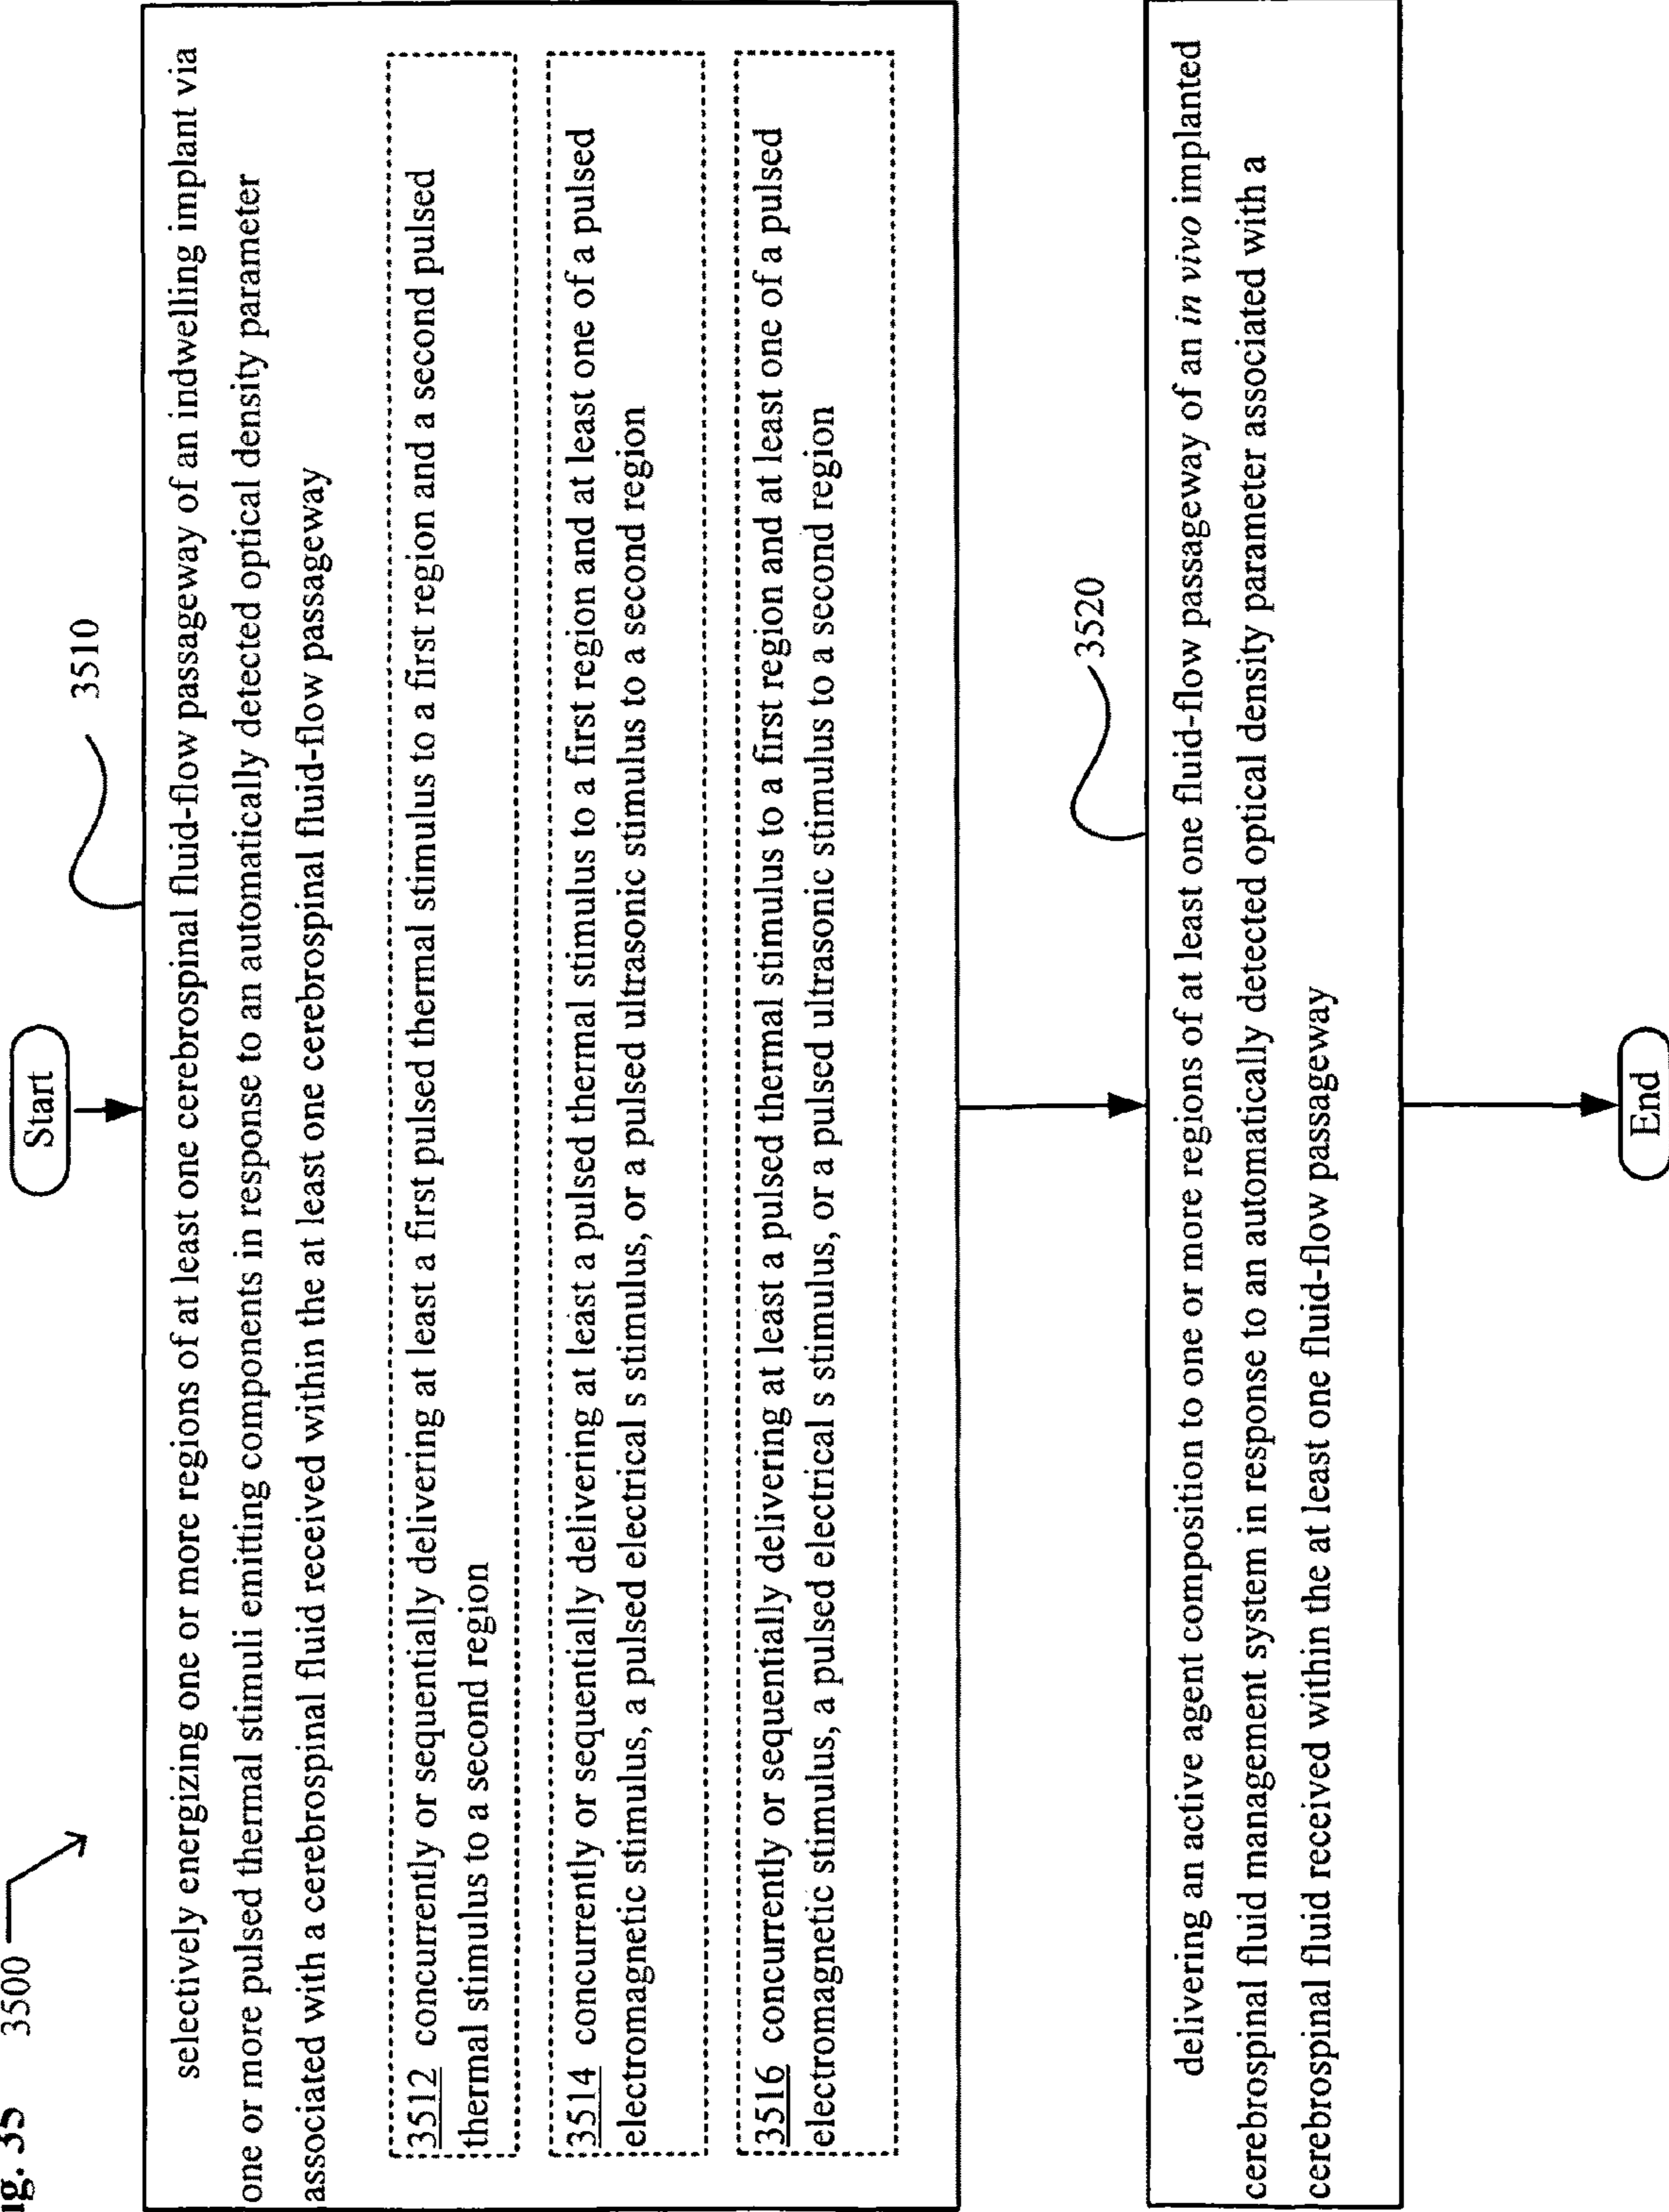 ig. 35
3500
Start
3510
selectively energizing one or more regions of at least one cerebrospinal fluid-flow passageway of an indwelling implant via
one or more pulsed thermal stimuli emitting components in response to an automatically detected optical density parameter
associated with a cerebrospinal fluid received within the at least one cerebrospinal fluid-flow passageway
3512 concurrently or sequentially delivering at least a first pulsed thermal stimulus to a first region and a second pulsed
thermal stimulus to a second region
3514 concurrently or sequentially delivering at least a pulsed thermal stimulus to a first region and at least one of a pulsed
electromagnetic stimulus, a pulsed electrical s stimulus, or a pulsed ultrasonic stimulus to a second region
3516 concurrently or sequentially delivering at least a pulsed thermal stimulus to a first region and at least one of a pulsed
electromagnetic stimulus, a pulsed electrical s stimulus, or a pulsed ultrasonic stimulus to a second region
3520
delivering an active agent composition to one or more regions of at least one fluid-flow passageway of an in vivo implanted
cerebrospinal fluid management system in response to an automatically detected optical density parameter associated with a
cerebrospinal fluid received within the at least one fluid-flow passageway
End